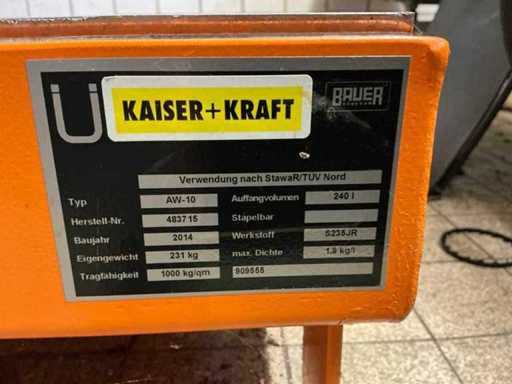 Ü
KAISER+KRAFT
BAUER
Verwendung nach StawaR/TÜV Nord
Typ AW-10 Auffangvolumen 240 l
Herstell-Nr. 483715 Stapelbar
Baujahr 2014 Werkstoff S235JR
Eigengewicht 231 kg max. Dichte 1,9 kg/l
Tragfähigkeit 1000 kg/qm 909555